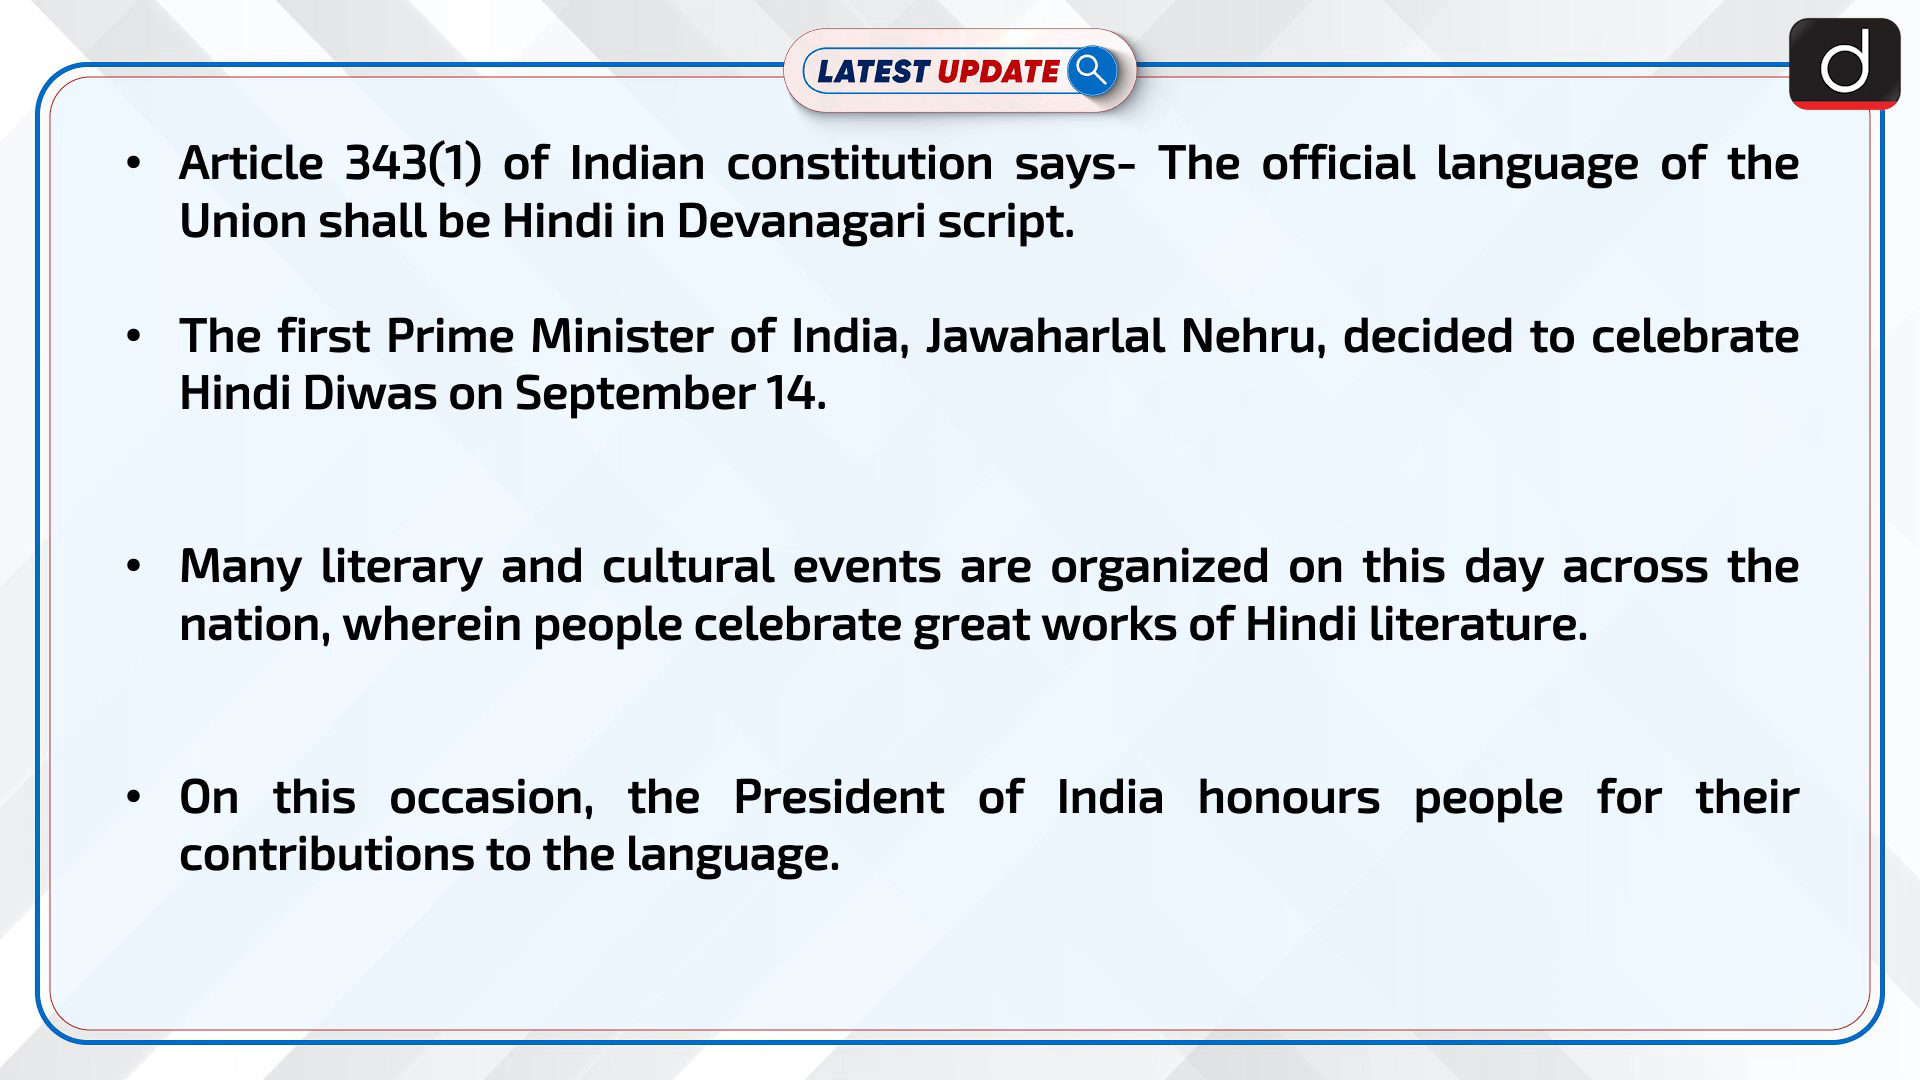 LATEST UPDATE
d
• Article 343(1) of Indian constitution says- The official language of the
Union shall be Hindi in Devanagari script.
• The first Prime Minister of India, Jawaharlal Nehru, decided to celebrate
Hindi Diwas on September 14.
• Many literary and cultural events are organized on this day across the
nation, wherein people celebrate great works of Hindi literature.
• On this occasion, the President of India honours people for their
contributions to the language.